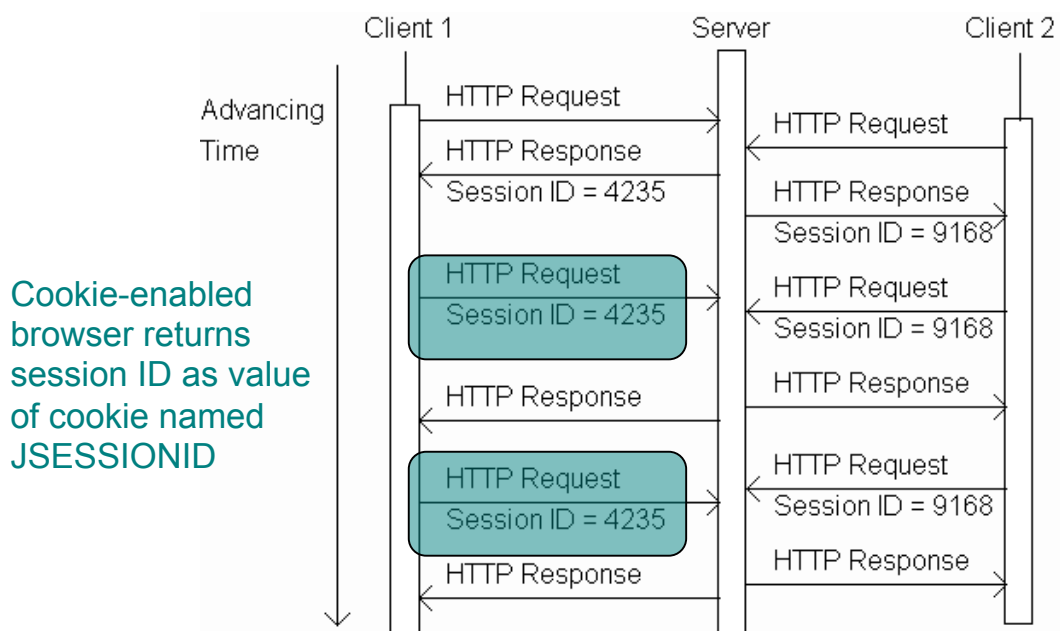 Client 1
Server
Client 2
Advancing
Time
HTTP Request
HTTP Request
HTTP Response
Session ID = 4235
HTTP Response
Session ID = 9168
Cookie-enabled
browser returns
session ID as value
of cookie named
JSESSIONID
HTTP Request
Session ID = 4235
HTTP Request
Session ID = 9168
HTTP Response
HTTP Response
HTTP Request
Session ID = 4235
HTTP Request
Session ID = 9168
HTTP Response
HTTP Response